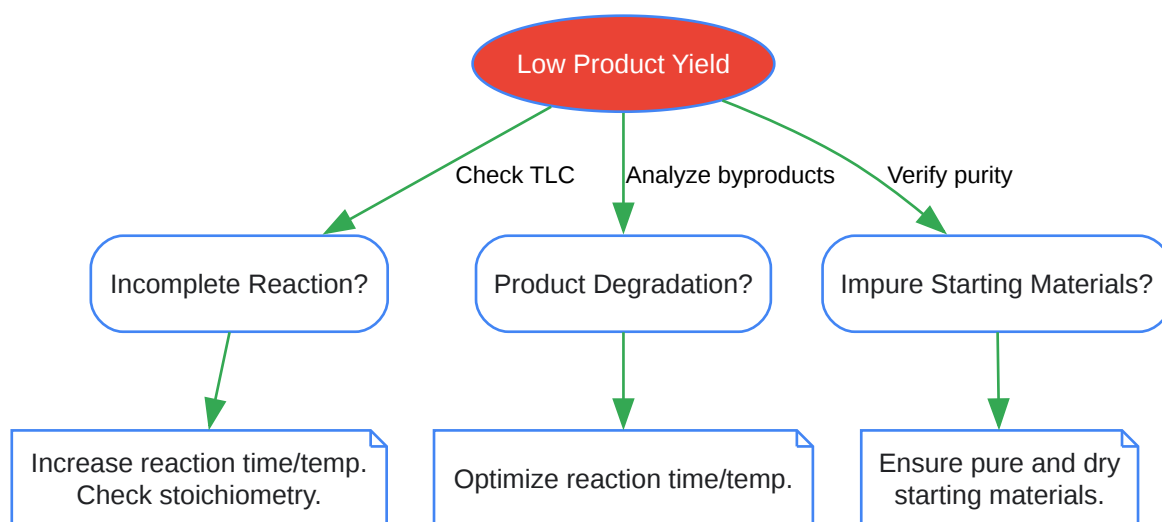 Low Product Yield
Check TLC
Analyze byproducts
Verify purity
Incomplete Reaction?
Product Degradation?
Impure Starting Materials?
Increase reaction time/temp.
Check stoichiometry.
Optimize reaction time/temp.
Ensure pure and dry
starting materials.